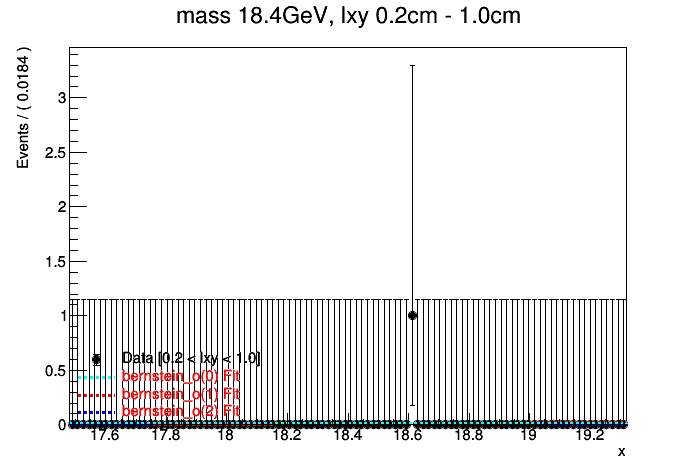 mass 18.4GeV, lxy 0.2cm - 1.0cm
Events / ( 0.0184 )
3
2.5
2
1.5
1
0.5
0
Data [0.2 < lxy < 1.0]
bernstein_o(0) Fit
bernstein_o(1) Fit
bernstein_o(2) Fit
17.6 17.8 18 18.2 18.4 18.6 18.8 19 19.2
x